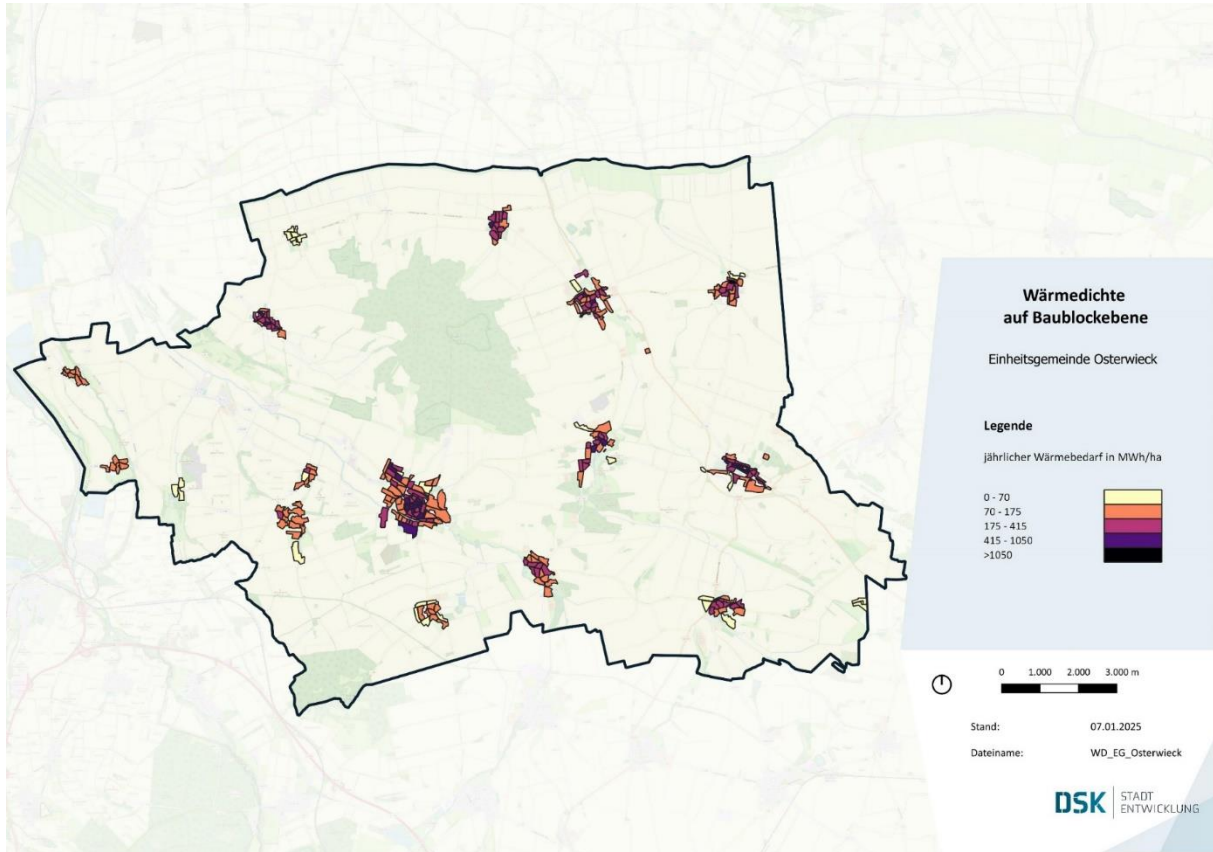 Wärmedichte
auf Baublockebene
Einheitsgemeinde Osterwieck
Legende
jährlicher Wärmebedarf in MWh/ha
0 - 70
70 - 175
175 - 415
415 - 1050
>1050
0 1.000 2.000 3.000 m
Stand: 07.01.2025
Dateiname: WD_EG_Osterwieck
DSK STADT
ENTWICKLUNG